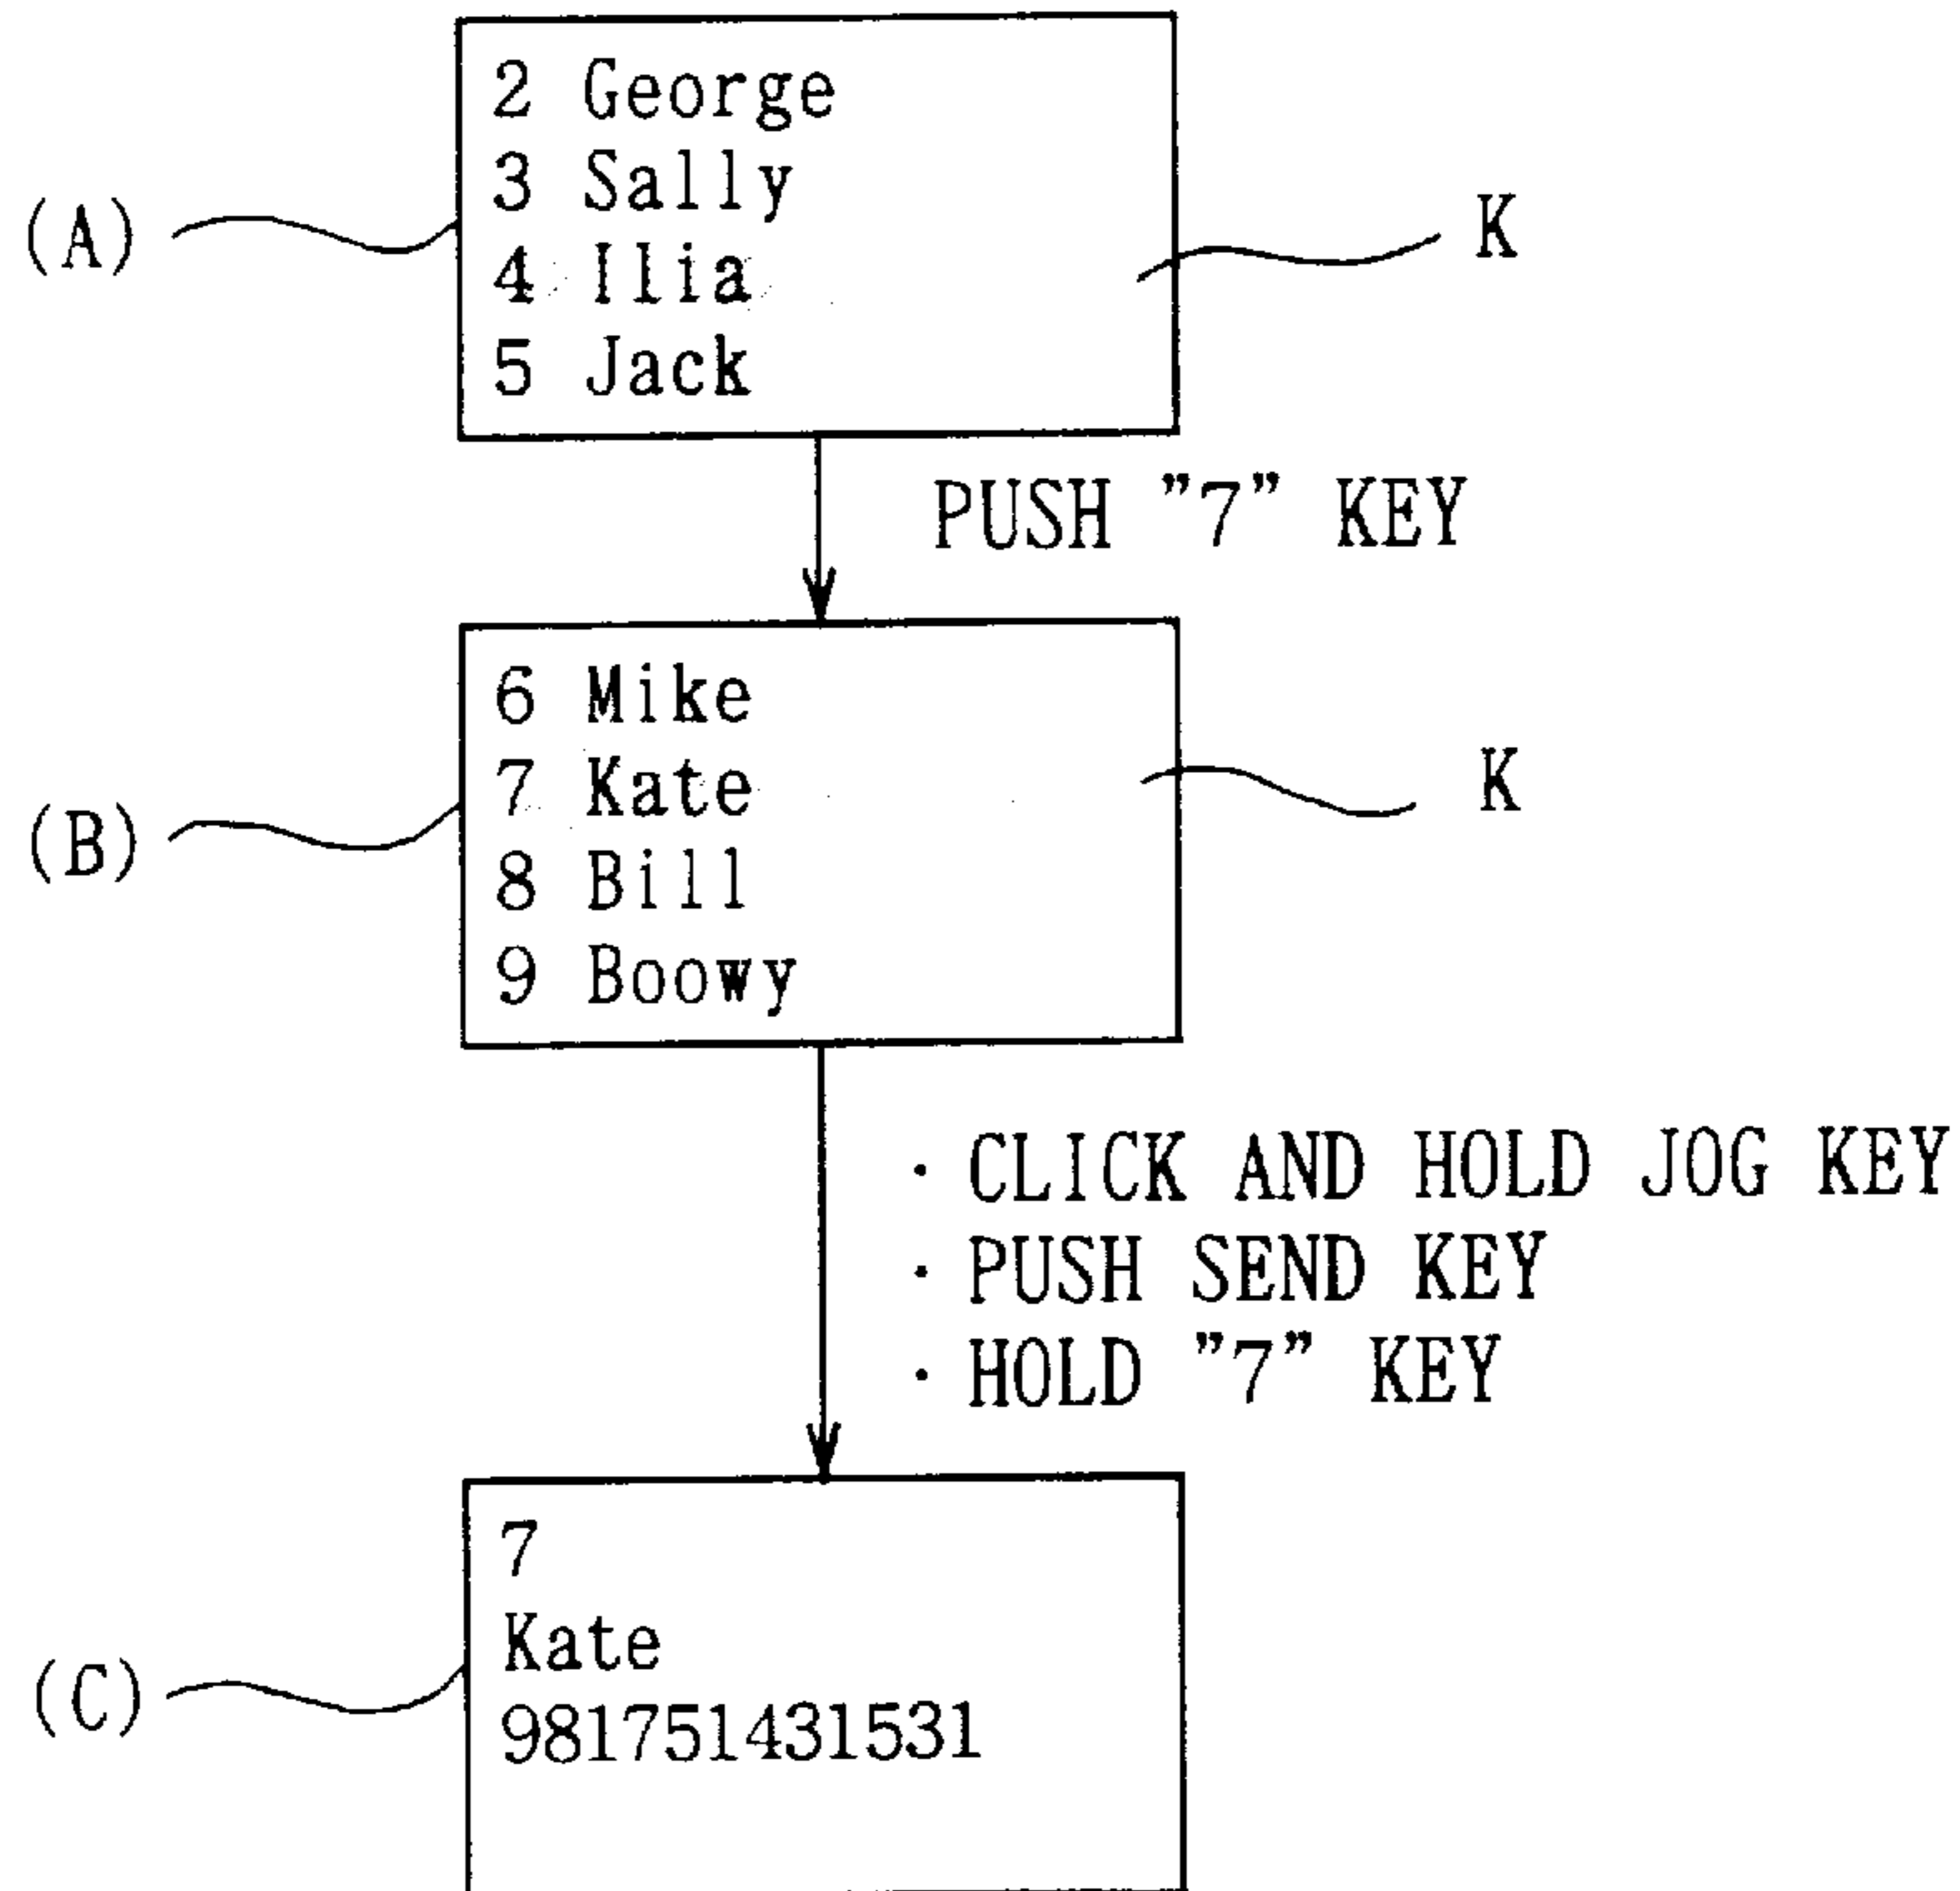 2 George
3 Sally
(A)
K
4 Ilia
5 Jack
PUSH ”7” KEY
6 Mike
7 Kate
K
(B)
8 Bill
9 Boowy
· CLICK AND HOLD JOG KEY
· PUSH SEND KEY
· HOLD ”7” KEY
7
Kate
(C)
981751431531